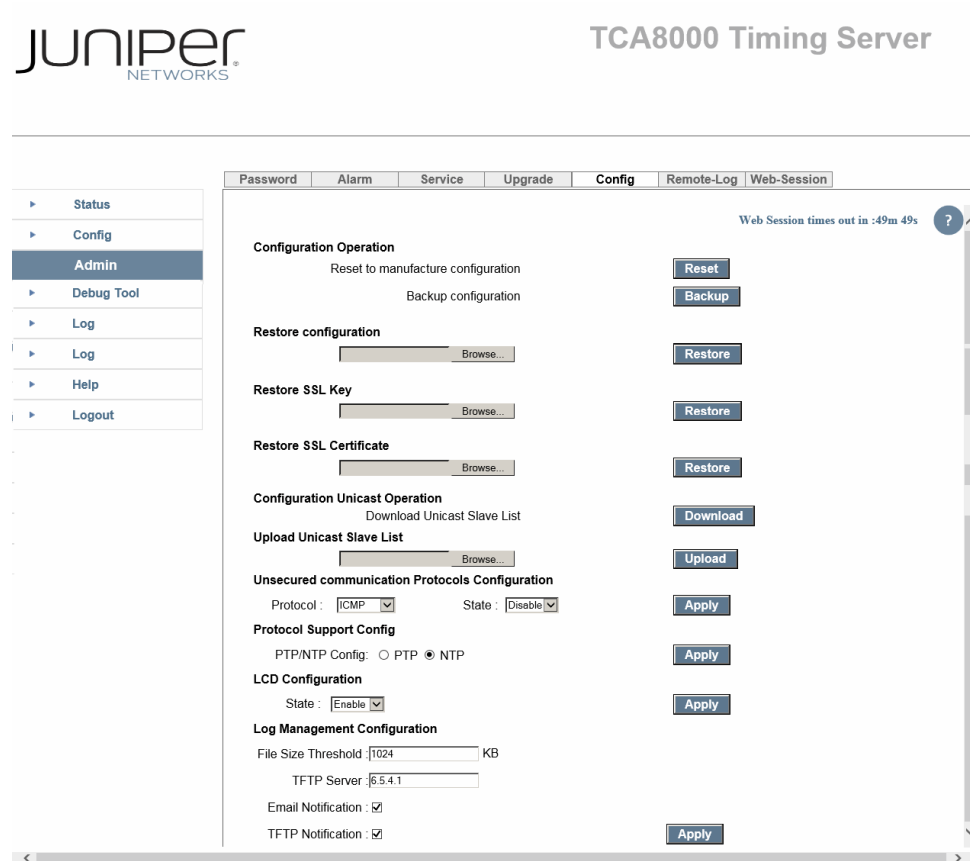 JUNIPER
NETWORKS
TCA8000 Timing Server
Password Alarm Service Upgrade Config Remote-Log Web-Session
Status
Config
Admin
Debug Tool
Log
Log
Help
Logout
Web Session times out in :49m 49s ?
Configuration Operation
Reset to manufacture configuration Reset
Backup configuration Backup
Restore configuration
Browse... Restore
Restore SSL Key
Browse... Restore
Restore SSL Certificate
Browse... Restore
Configuration Unicast Operation
Download Unicast Slave List Download
Upload Unicast Slave List
Browse... Upload
Unsecured communication Protocols Configuration
Protocol : ICMP State : Disable Apply
Protocol Support Config
PTP/NTP Config: PTP NTP Apply
LCD Configuration
State : Enable Apply
Log Management Configuration
File Size Threshold :1024 KB
TFTP Server :6.5.4.1
Email Notification :
TFTP Notification : Apply